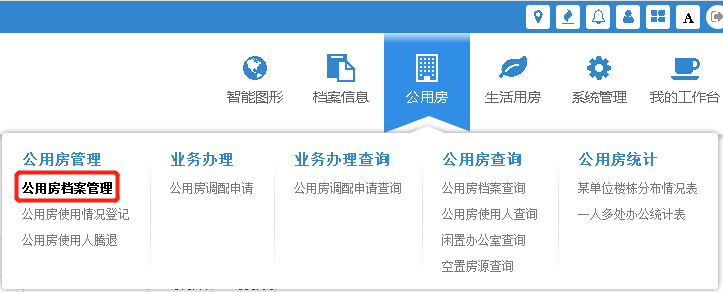 A
智能图形 档案信息 公用房 生活用房 系统管理 我的工作台
公用房管理 业务办理 业务办理查询 公用房查询 公用房统计
公用房档案管理 公用房调配申请 公用房调配申请查询 公用房档案查询 某单位楼栋分布情况表
公用房使用情况登记 公用房使用人查询 一人多处办公统计表
公用房使用人腾退 闲置办公室查询
空置房源查询